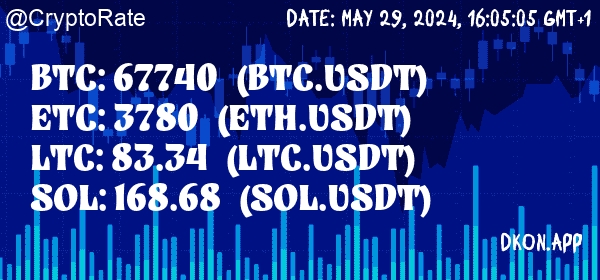 @CryptoRate
DATE: MAY 29, 2024, 16:05:05 GMT+1
BTC: 67740 (BTC.USDT)
ETC: 3780 (ETH.USDT)
LTC: 83.34 (LTC.USDT)
SOL: 168.68 (SOL.USDT)
DKON.APP